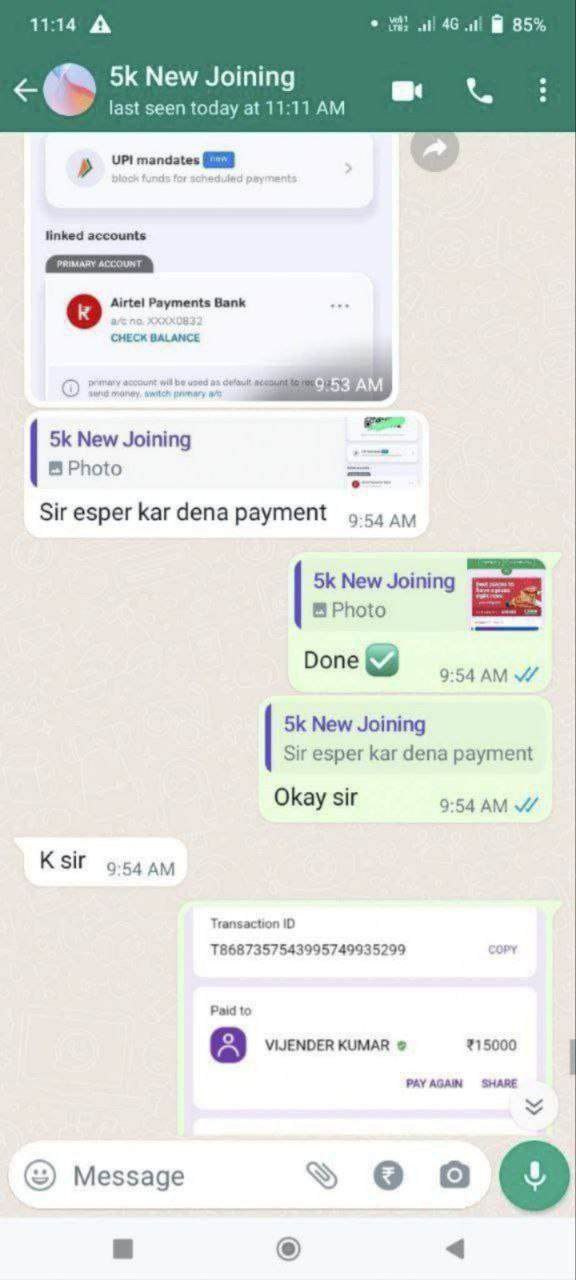 11:14
Vo1) LTE2 4G 85%
5k New Joining
last seen today at 11:11 AM
UPI mandates new
block funds for scheduled payments
linked accounts
PRIMARY ACCOUNT
Airtel Payments Bank
a/c no. XXXX0832
CHECK BALANCE
primary account will be used as default account to
send money. switch primary a/c
9:53 AM
5k New Joining
Photo
Sir esper kar dena payment
9:54 AM
5k New Joining
Photo
Done
9:54 AM
5k New Joining
Sir esper kar dena payment
Okay sir
9:54 AM
K sir
9:54 AM
Transaction ID
T8687357543995749935299
COPY
Paid to
VIJENDER KUMAR
₹15000
PAY AGAIN SHARE
Message